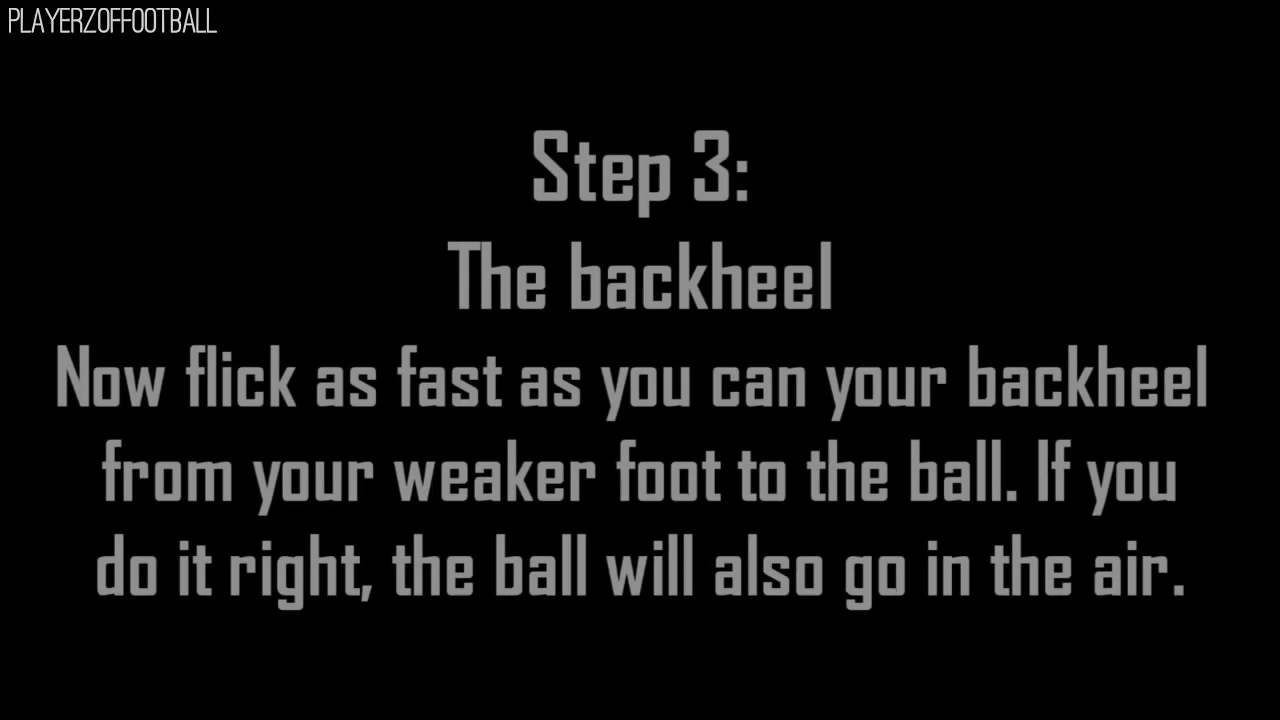 PLAYERZOFFOOTBALL
Step 3:
The backheel
Now flick as fast as you can your backheel
from your weaker foot to the ball. If you
do it right, the ball will also go in the air.